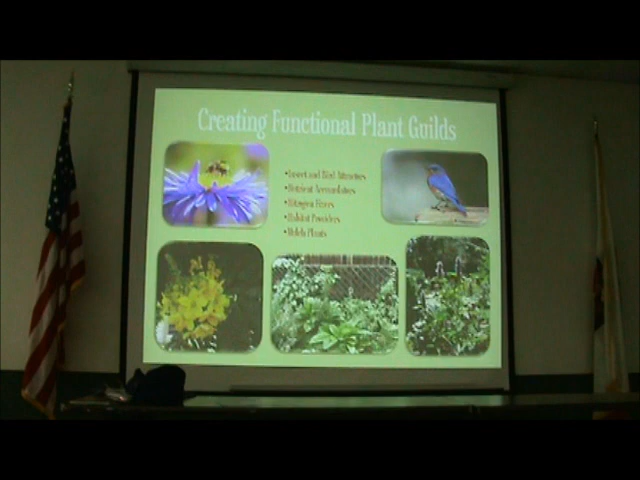 Creating Functional Plant Guilds
•Insect and Bird Attractors
•Nutrient Accumulators
•Nitrogen Fixers
•Habitat Providers
•Mulch Plants